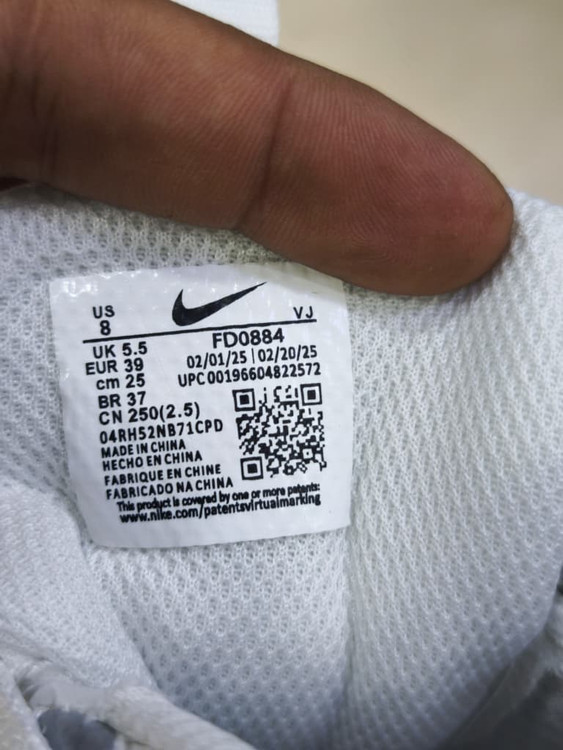 US
8
VJ
UK 5.5
EUR 39
cm 25
BR 37
CN 250(2.5)
FD0884
02/01/25 | 02/20/25
UPC 00196604822572
04RH52NB71CPD
MADE IN CHINA
HECHO EN CHINA
FABRIQUE EN CHINE
FABRICADO NA CHINA
This product is covered by one or more patents:
www.nike.com/patentsvirtualmarking